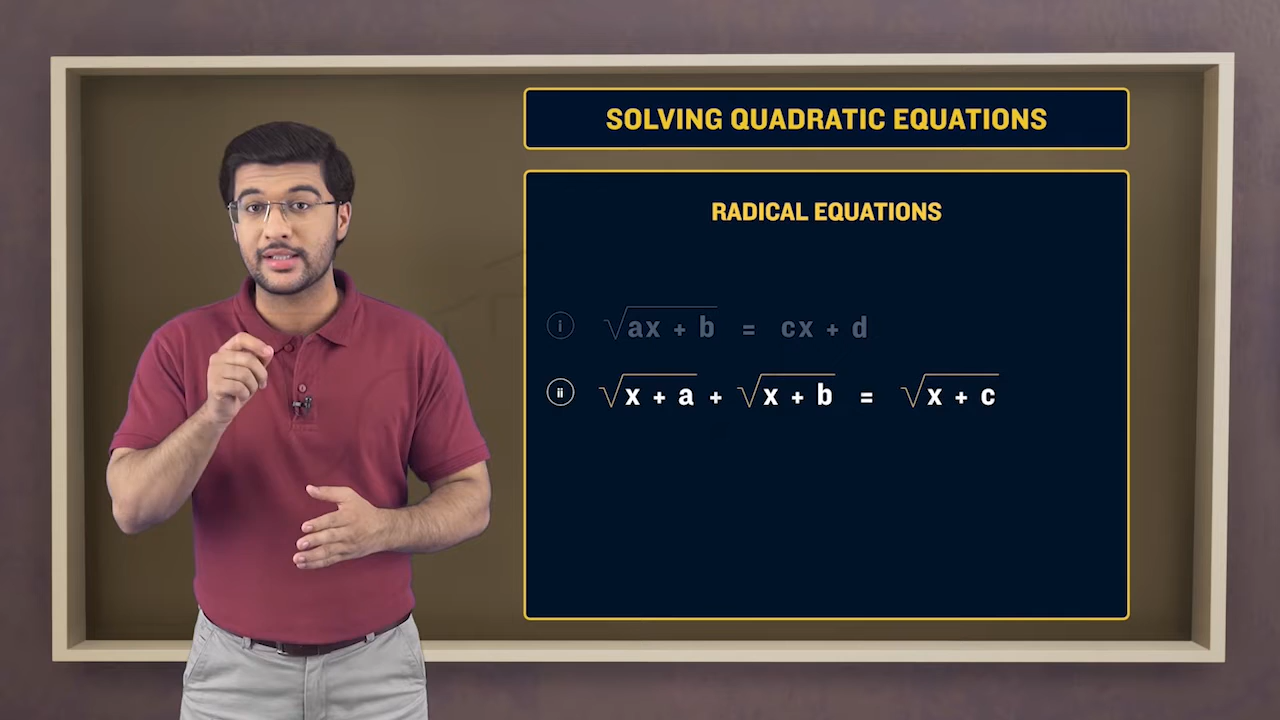 SOLVING QUADRATIC EQUATIONS
RADICAL EQUATIONS
i √ax + b = cx + d
ii √x + a + √x + b = √x + c